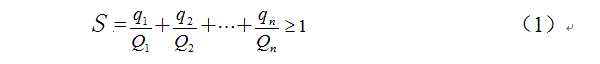 S = q₁/Q₁ + q₂/Q₂ + ⋯ + qₙ/Qₙ ≥ 1 （1）